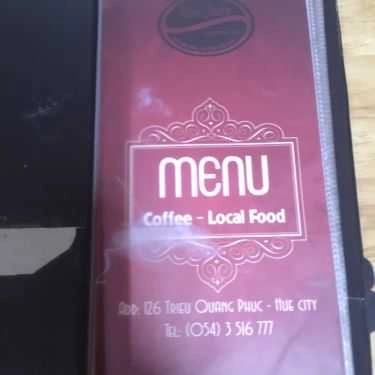 MENU
Coffee - Local Food
ADD: 126 TRIEU QUANG PHUC - HUE CITY
TEL: (054) 3 516 777